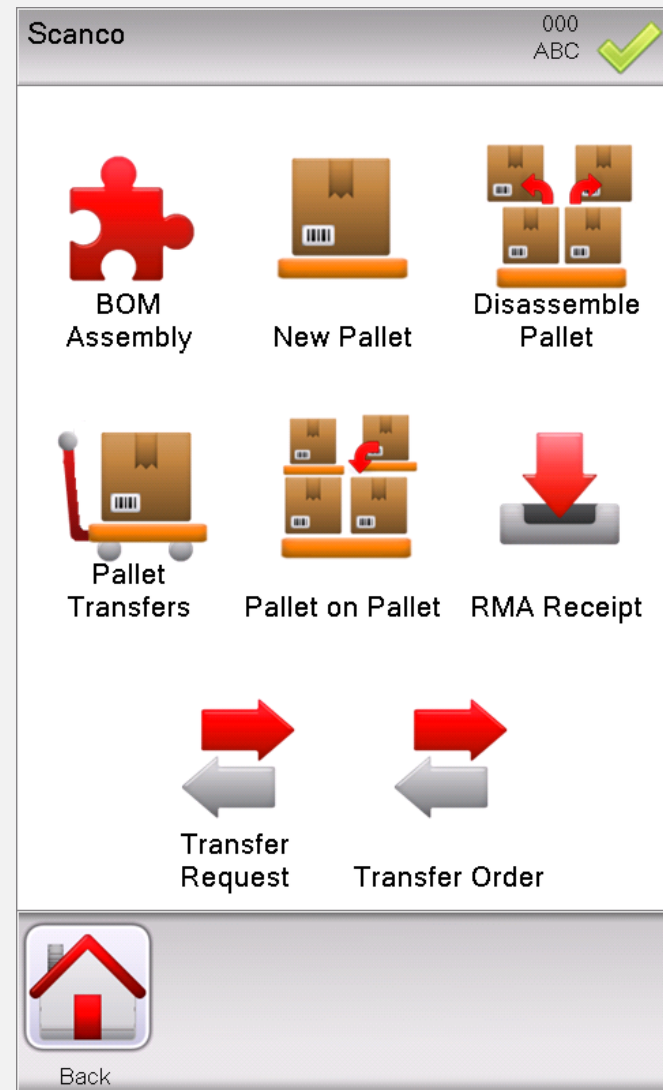 Scanco
000
ABC
BOM
Assembly
New Pallet
Disassemble
Pallet
Pallet
Transfers
Pallet on Pallet
RMA Receipt
Transfer
Request
Transfer Order
Back